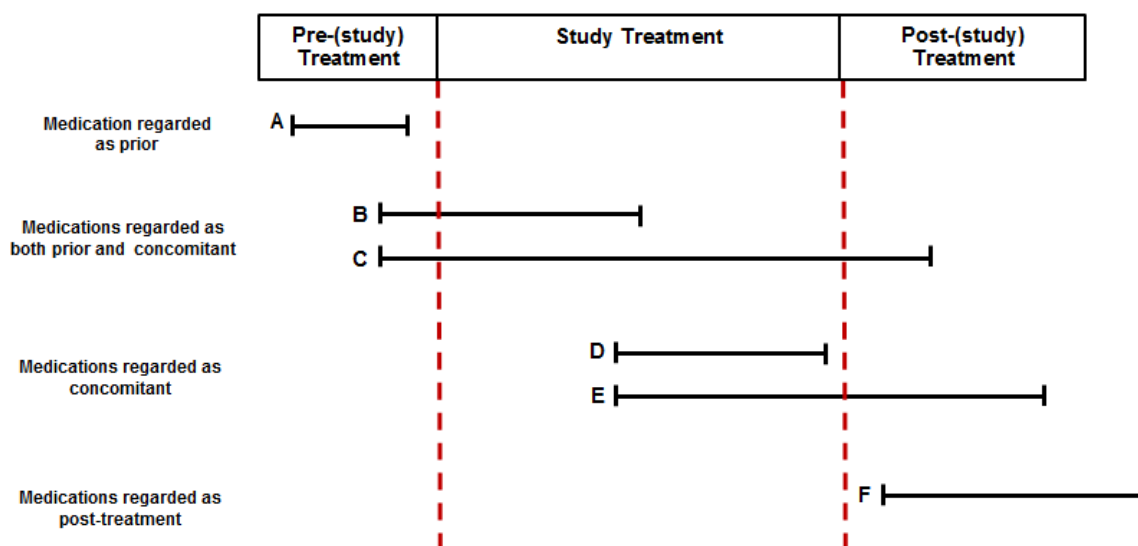 Pre-(study)
Treatment
Study Treatment
Post-(study)
Treatment
Medication regarded
as prior
A
Medications regarded as
both prior and concomitant
B
C
Medications regarded as
concomitant
D
E
Medications regarded as
post-treatment
F